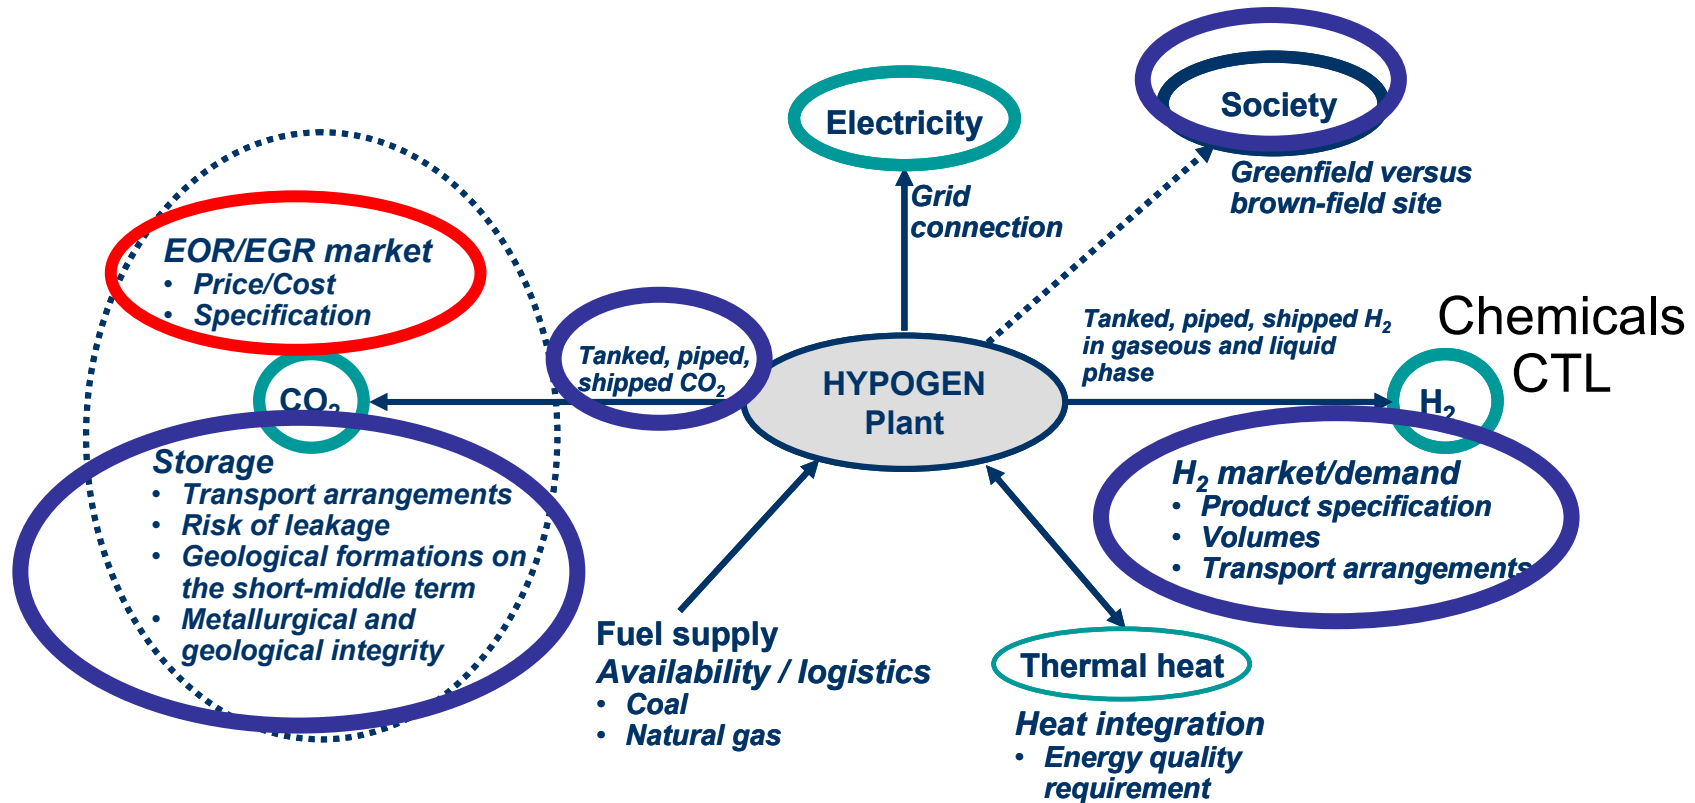 Electricity
Society
Greenfield versus
brown-field site
Grid
connection
EOR/EGR market
• Price/Cost
• Specification
Tanked, piped,
shipped CO₂
CO₂
HYPOGEN
Plant
Tanked, piped, shipped H₂
in gaseous and liquid
phase
Chemicals
CTL
H₂
Storage
• Transport arrangements
• Risk of leakage
• Geological formations on
the short-middle term
• Metallurgical and
geological integrity
H₂ market/demand
• Product specification
• Volumes
• Transport arrangements
Fuel supply
Availability / logistics
• Coal
• Natural gas
Thermal heat
Heat integration
• Energy quality
requirement